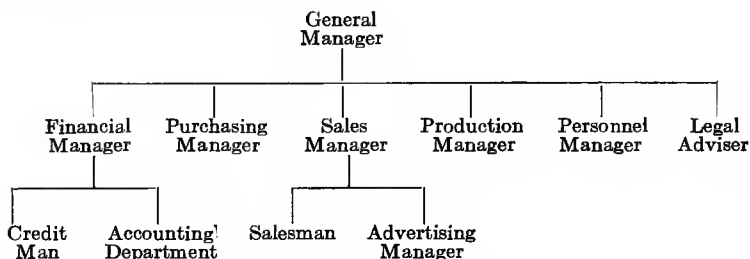 General
Manager
Financial Purchasing Sales Production Personnel Legal
Manager Manager Manager Manager Manager Adviser
Credit Accounting Salesman Advertising
Man Department Manager